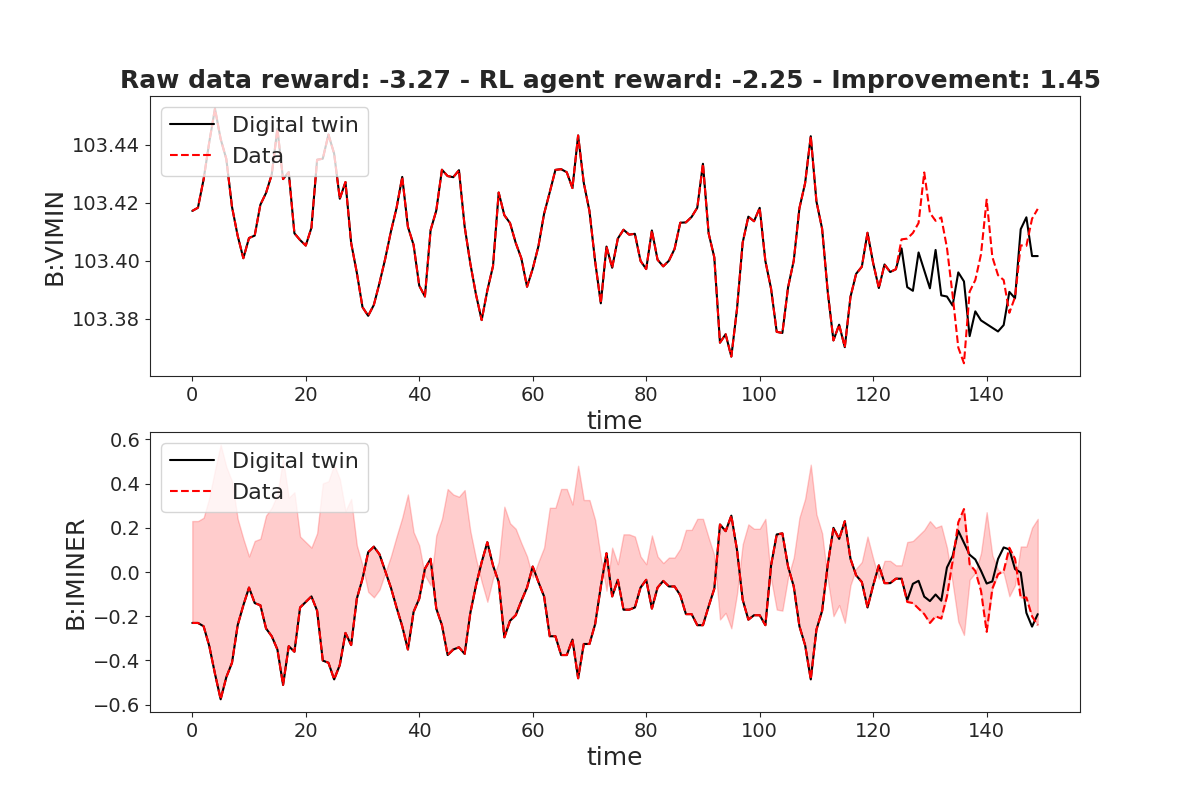 Raw data reward: -3.27 - RL agent reward: -2.25 - Improvement: 1.45
Digital twin
Data
103.44
103.42
103.40
103.38
B:VIMIN
0 20 40 60 80 100 120 140
time
Digital twin
Data
0.6
0.4
0.2
0.0
−0.2
−0.4
−0.6
B:IMINER
0 20 40 60 80 100 120 140
time